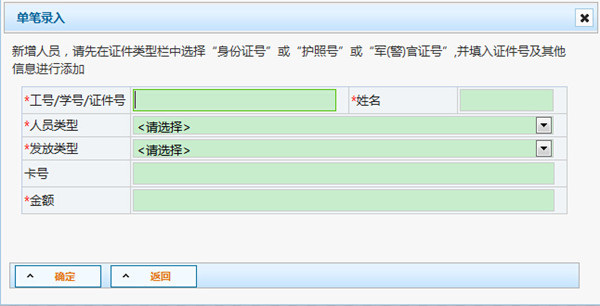 单笔录入
新增人员，请先在证件类型栏中选择“身份证号”或“护照号”或“军(警)官证号”,并填入证件号及其他
信息进行添加
*工号/学号/证件号 *姓名
*人员类型 <请选择>
*发放类型 <请选择>
卡号
*金额
确定 返回